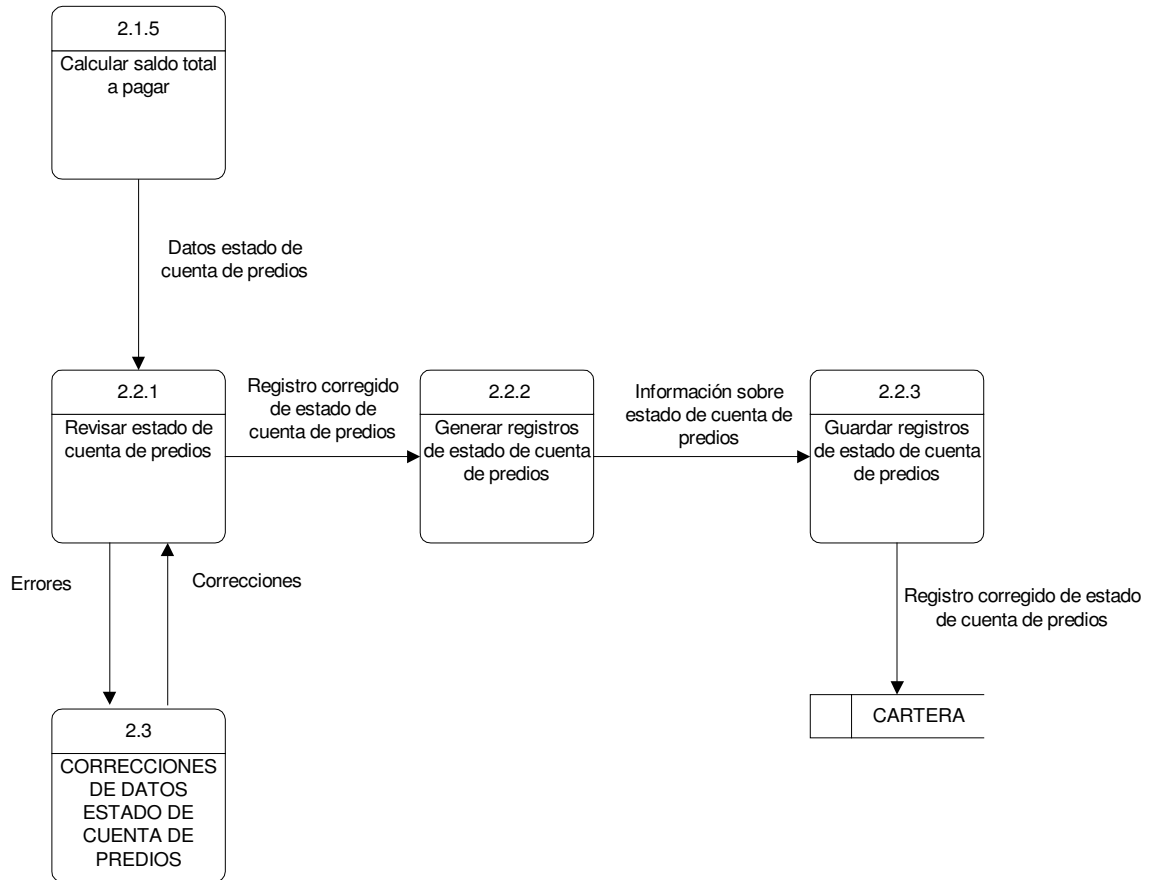 2.1.5
Calcular saldo total
a pagar
Datos estado de
cuenta de predios
2.2.1
Revisar estado de
cuenta de predios
Registro corregido
de estado de
cuenta de predios
2.2.2
Generar registros
de estado de cuenta
de predios
Información sobre
estado de cuenta de
predios
2.2.3
Guardar registros
de estado de cuenta
de predios
Errores
Correcciones
Registro corregido de estado
de cuenta de predios
CARTERA
2.3
CORRECCIONES
DE DATOS
ESTADO DE
CUENTA DE
PREDIOS